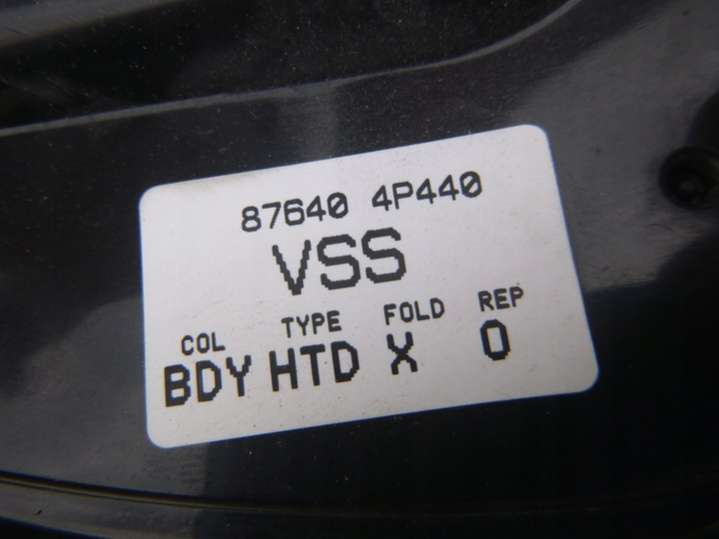 87640 4P440
VSS
COL TYPE FOLD REP
BDY HTD X 0